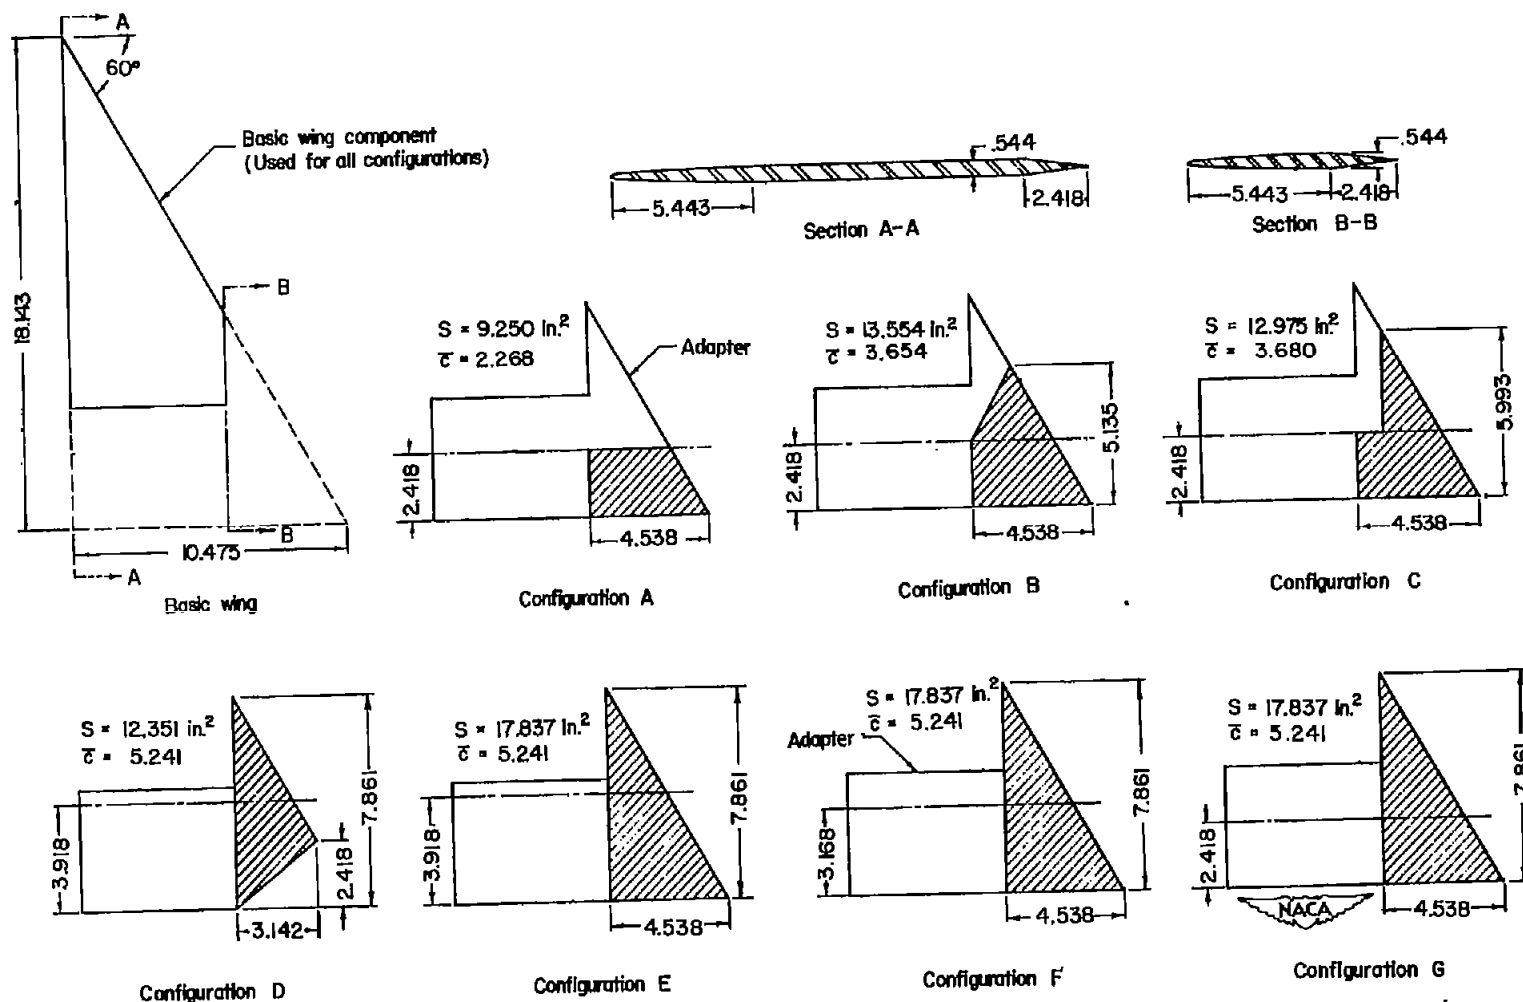 A
60°
Basic wing component
(Used for all configurations)
18.143
B
B
10.475
A
Basic wing
.544
5.443
2.418
Section A-A
.544
5.443
2.418
Section B-B
S = 9.250 in.²
c̅ = 2.268
Adapter
2.418
4.538
Configuration A
S = 13.554 in.²
c̅ = 3.654
5.135
2.418
4.538
Configuration B
S = 12.975 in.²
c̅ = 3.680
5.993
2.418
4.538
Configuration C
S = 12.351 in.²
c̅ = 5.241
7.861
3.918
2.418
3.142
Configuration D
S = 17.837 in.²
c̅ = 5.241
7.861
3.918
4.538
Configuration E
S = 17.837 in.²
c̅ = 5.241
Adapter
7.861
3.168
4.538
Configuration F
S = 17.837 in.²
c̅ = 5.241
7.861
2.418
NACA
4.538
Configuration G